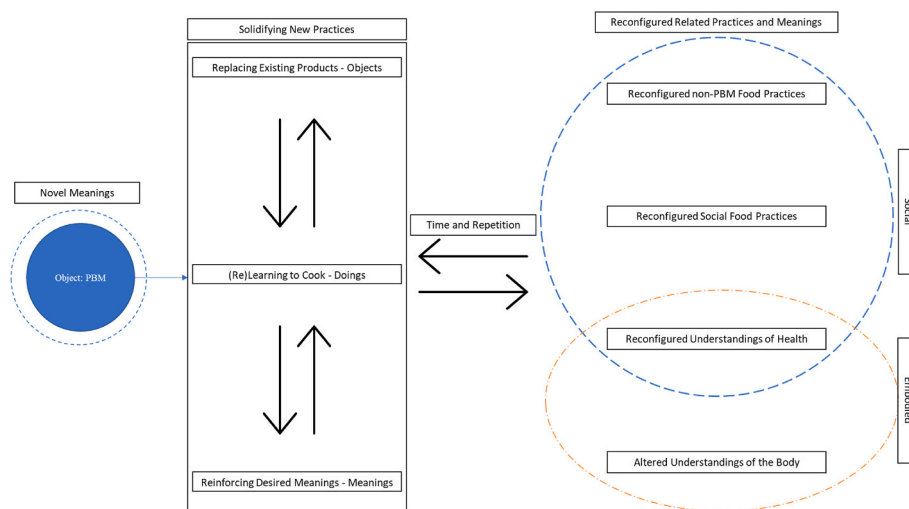 Solidifying New Practices
Reconfigured Related Practices and Meanings
Replacing Existing Products - Objects
Reconfigured non-PBM Food Practices
Novel Meanings
Object: PBM
Time and Repetition
Reconfigured Social Food Practices
Social
(Re)Learning to Cook - Doings
Reconfigured Understandings of Health
Embodied
Reinforcing Desired Meanings - Meanings
Altered Understandings of the Body